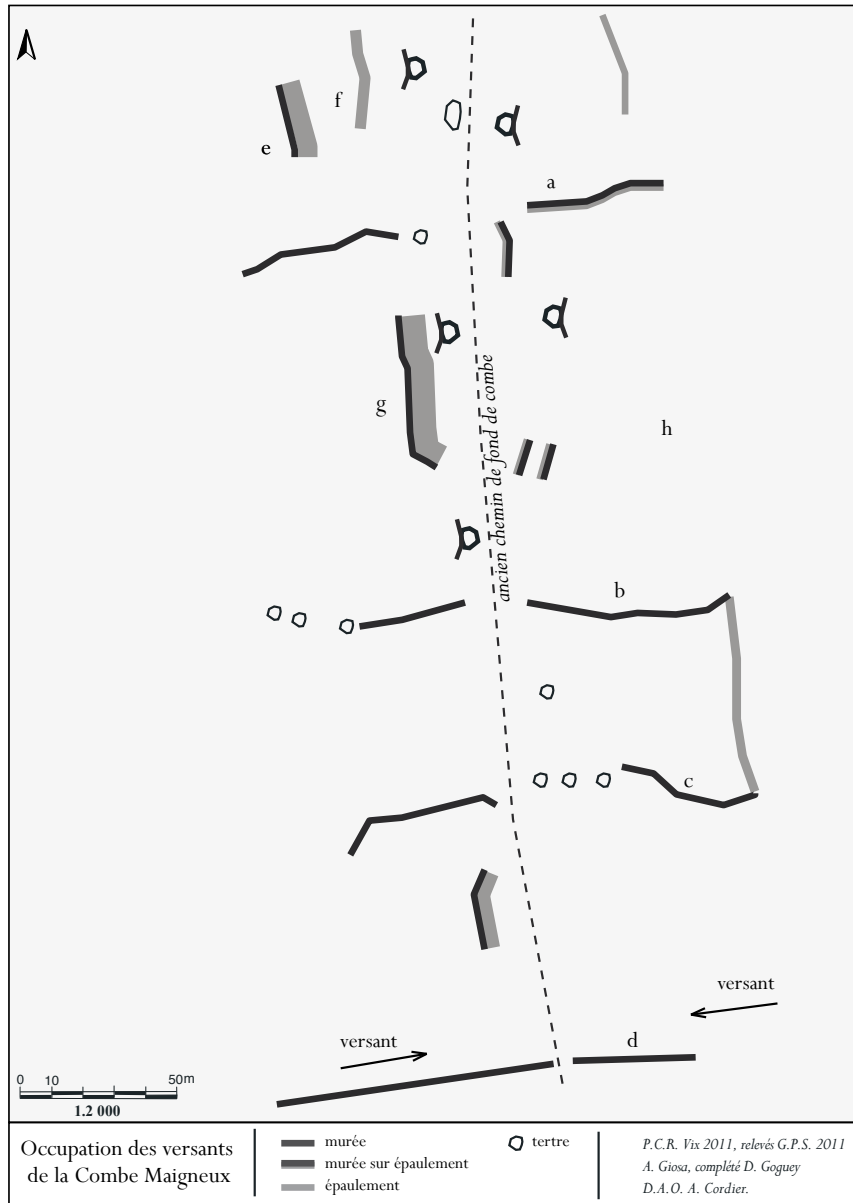 f
e
a
g
h
ancien chemin de fond de combe
b
c
versant
versant
d
0 10 50m
1.2 000
Occupation des versants
de la Combe Maigneux
murée
murée sur épaulement
épaulement
tertre
P.C.R. Vix 2011, relevés G.P.S. 2011
A. Giosa, complété D. Goguey
D.A.O. A. Cordier.